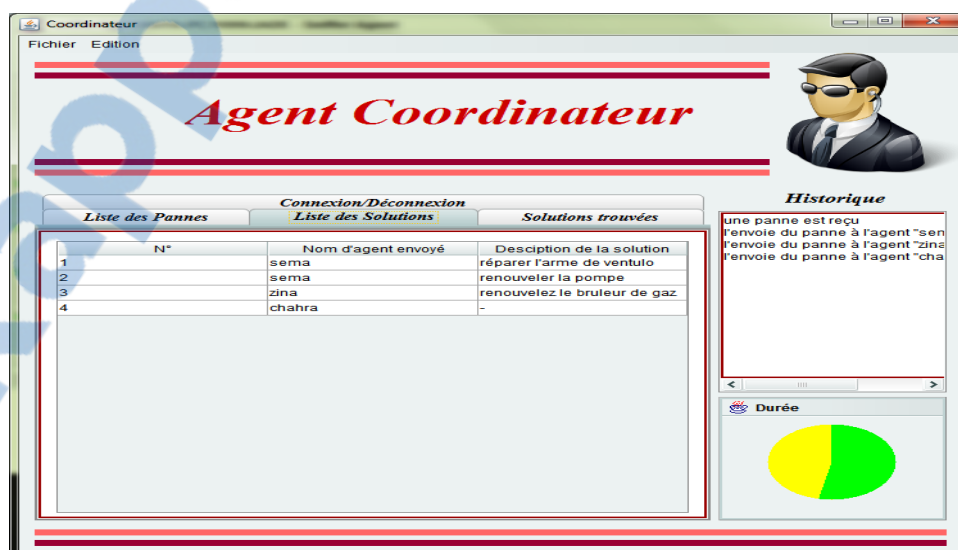 Coordinateur
Fichier Edition
Agent Coordinateur
Connexion/Déconnexion
Liste des Pannes Liste des Solutions Solutions trouvées
N° Nom d'agent envoyé Desciption de la solution
1 sema réparer l'arme de ventulo
2 sema renouveler la pompe
3 zina renouvelez le bruleur de gaz
4 chahra -
Historique
une panne est reçu
l'envoie du panne à l'agent "sem
l'envoie du panne à l'agent "zina
l'envoie du panne à l'agent "cha
Durée